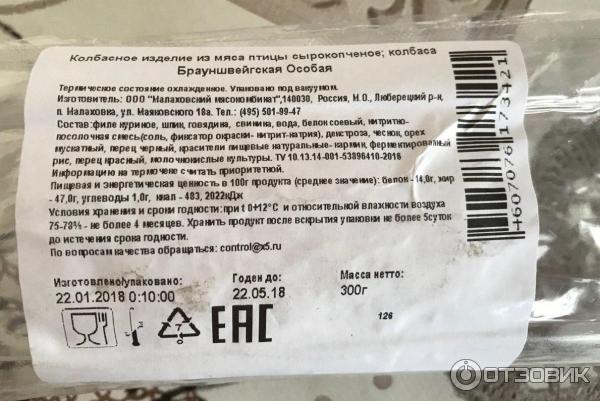 Колбасное изделие из мяса птицы сырокопченое; колбаса
Брауншвейгская Особая
Термическое состояние охлажденное. Упаковано под вакуумом.
Изготовитель: ООО "Малаховский мясокомбинат",140030, Россия, М.О., Люберецкий р-н,
п. Малаховка, ул. Маяковского 18а. Тел.: (495) 501-99-47
Состав:филе куриное, шпик, говядина, свинина, вода, белок соевый, нитритно-
посолочная смесь(соль, фиксатор окраски- нитрит-натрия), декстроза, чеснок, орех
мускатный, перец черный, красители пищевые натуральные- кармин, ферментированный
рис, перец красный, молочнокислые культуры. ТУ 10.13.14-001-53896410-2016
Информацию на термочеке считать приоритетной.
Пищевая и энергетическая ценность в 100г продукта (среднее значение): белок - 14,0г, жир
- 47,0г, углеводы 1,0г, ккал - 483, 2022кДж
Условия хранения и сроки годности:при t 0+12°C и относительной влажности воздуха
75-78% - не более 4 месяцев. Хранить продукт после вскрытия упаковки не более 5суток
до истечения срока годности.
По вопросам качества обращаться: control@x5.ru
Изготовлено/упаковано: Годен до: Масса нетто:
22.01.2018 0:10:00 22.05.18 300г
126
7
EAC
4607076173421
ОТЗОВИК